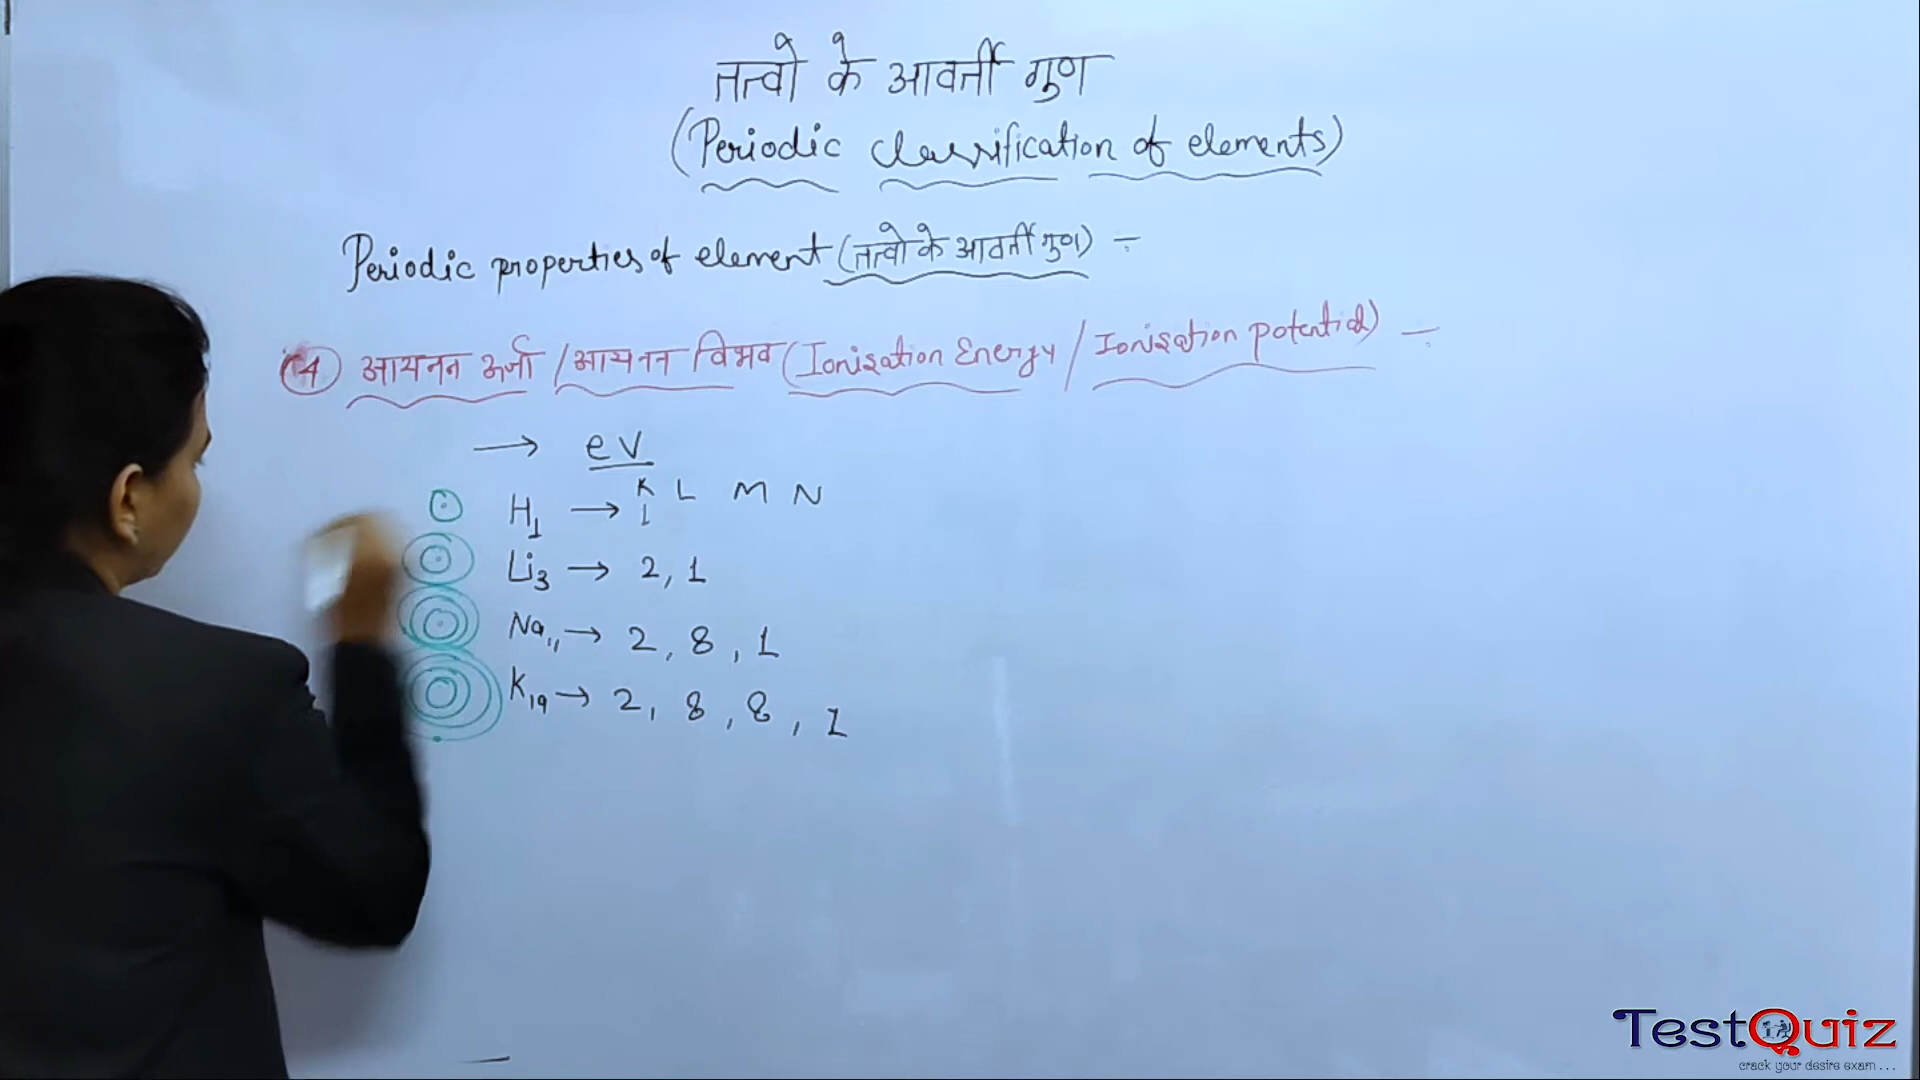 तत्वो के आवर्ती गुण
(Periodic classification of elements)
Periodic properties of element (तत्वो के आवर्ती गुण) ÷
(4) आयनन ऊर्जा / आयनन विभव (Ionisation Energy / Ionisation potential) ÷
→ eV
K L M N
H₁ → 1
Li₃ → 2, 1
Na₁₁ → 2, 8, 1
K₁₉ → 2, 8, 8, 1
TestQuiz
crack your desire exam ...